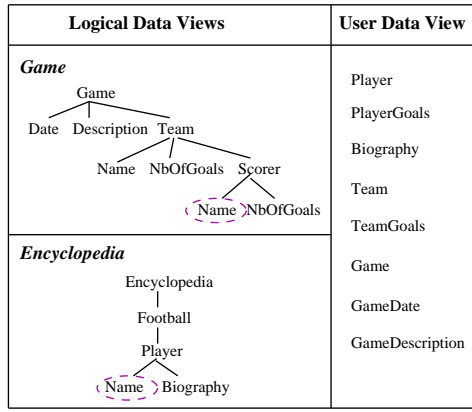 Logical Data Views
User Data View
Game
Game
Date Description Team
Name NbOfGoals Scorer
Name NbOfGoals
Encyclopedia
Encyclopedia
Football
Player
Name Biography
Player
PlayerGoals
Biography
Team
TeamGoals
Game
GameDate
GameDescription